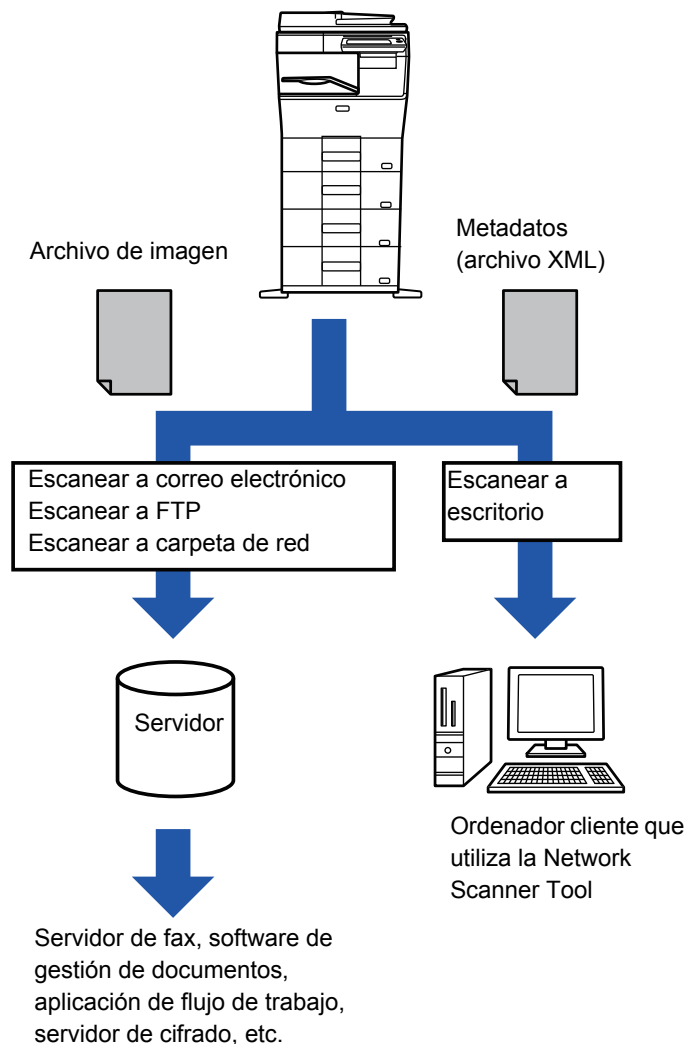 Archivo de imagen
Metadatos
(archivo XML)
Escanear a correo electrónico
Escanear a FTP
Escanear a carpeta de red
Escanear a
escritorio
Servidor
Ordenador cliente que
utiliza la Network
Scanner Tool
Servidor de fax, software de
gestión de documentos,
aplicación de flujo de trabajo,
servidor de cifrado, etc.